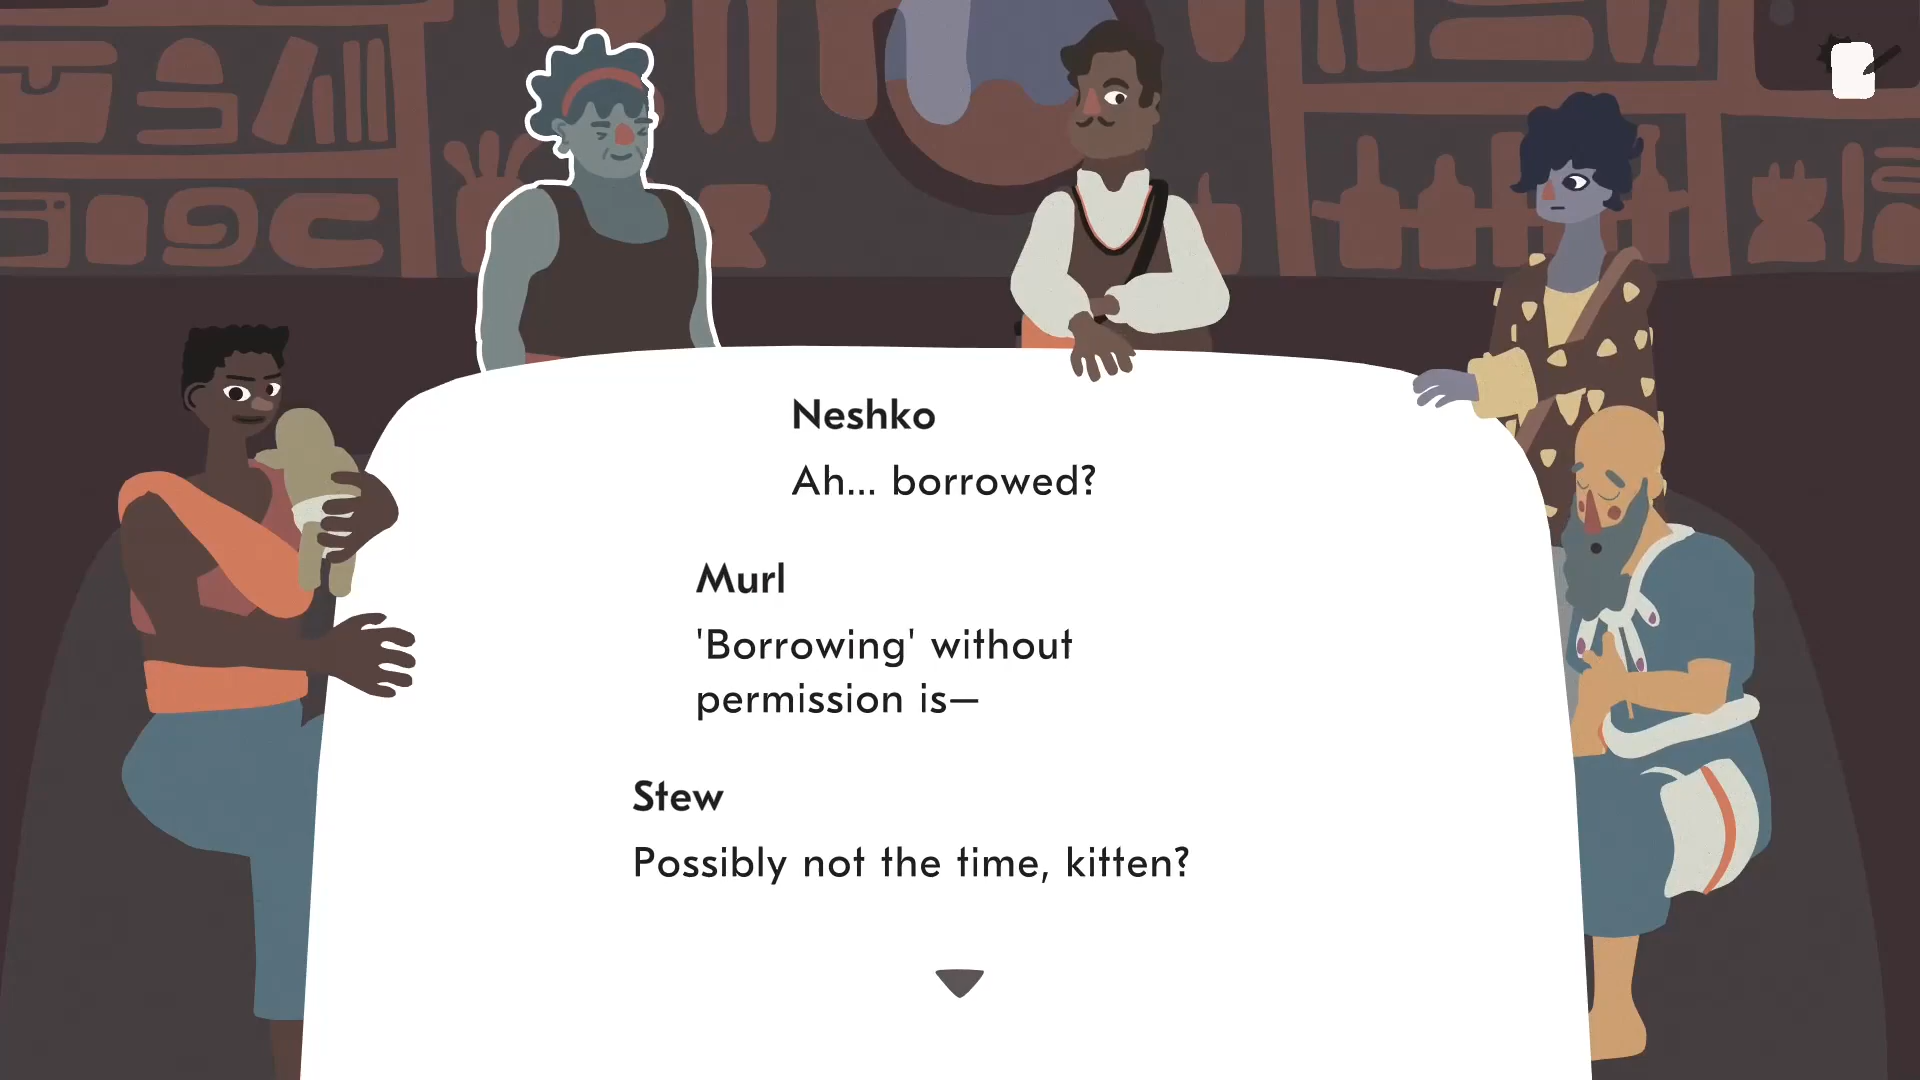 Neshko
Ah... borrowed?
Murl
'Borrowing' without
permission is—
Stew
Possibly not the time, kitten?